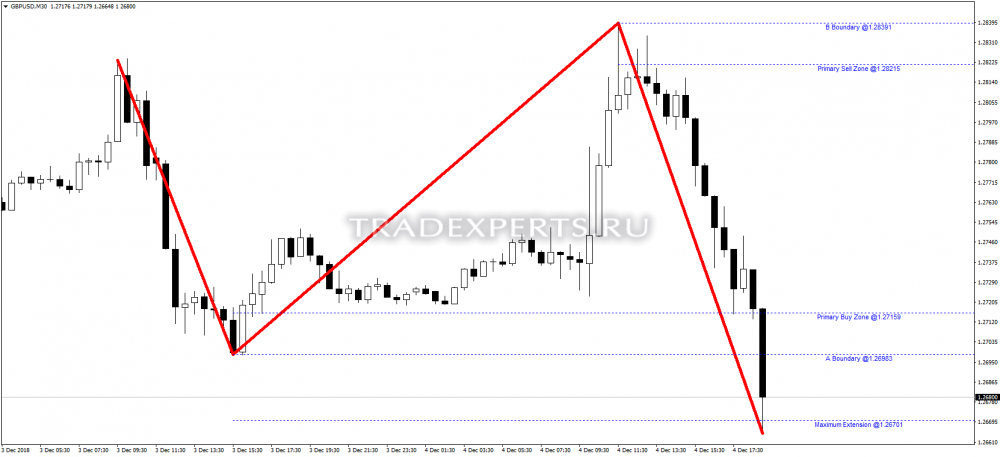 GBPUSD,M30 1.27176 1.27179 1.26648 1.26800
1.28395
B Boundary @1.28391
1.28310
1.28225
Primary Sell Zone @1.28215
1.28140
1.28055
1.27970
1.27885
1.27800
1.27715
1.27630
TRADEXPERTS.RU
1.27545
1.27460
1.27375
1.27290
1.27205
Primary Buy Zone @1.27159
1.27120
1.27035
A Boundary @1.26983
1.26950
1.26865
1.26800
1.26780
1.26695
Maximum Extension @1.26701
1.26610
3 Dec 2018 3 Dec 07:30 3 Dec 09:30 3 Dec 11:30 3 Dec 13:30 3 Dec 15:30 3 Dec 17:30 3 Dec 19:30 3 Dec 21:30 3 Dec 23:30 4 Dec 01:30 4 Dec 03:30 4 Dec 05:30 4 Dec 07:30 4 Dec 09:30 4 Dec 11:30 4 Dec 13:30 4 Dec 15:30 4 Dec 17:30